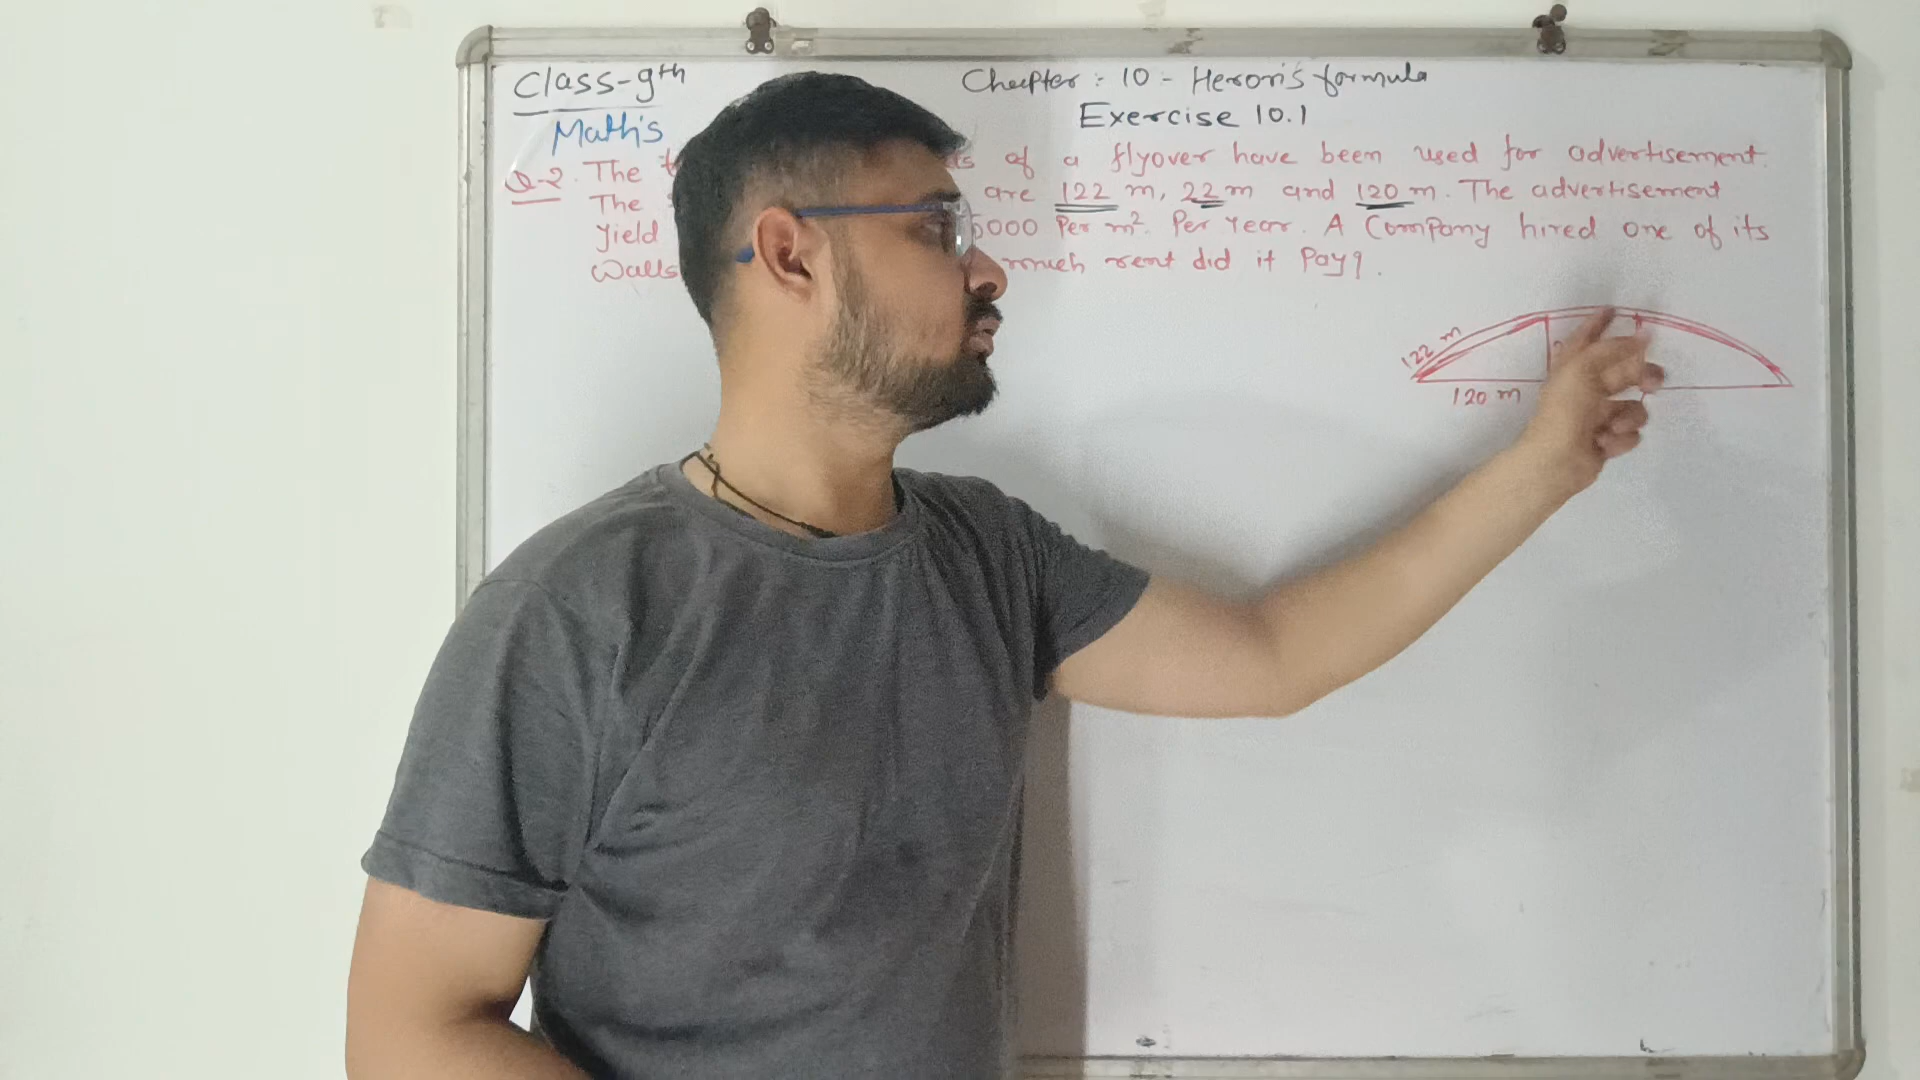 Class-9th
Chapter : 10 - Heron's formula
Maths
Exercise 10.1
Q-2. The of a flyover have been used for advertisement.
The are 122 m, 22 m and 120 m. The advertisement
yield 5000 Per m². Per Year. A Company hired one of its
Walls much rent did it Pay?
122 m
120 m